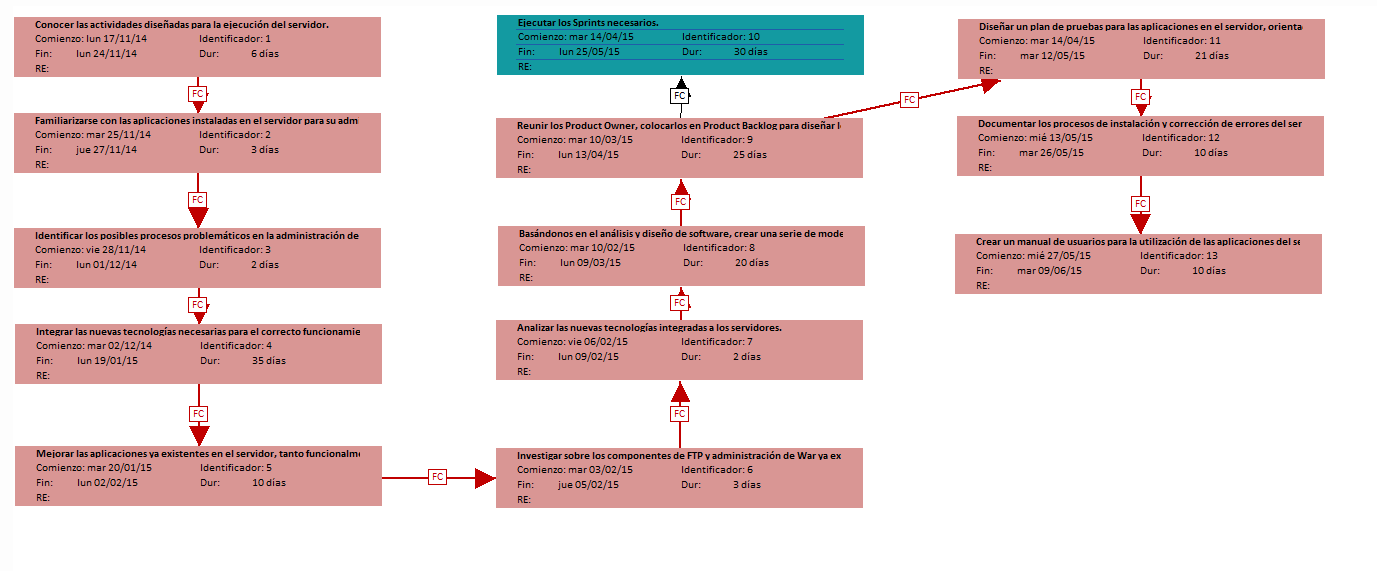 Conocer las actividades diseñadas para la ejecución del servidor.
Comienzo: lun 17/11/14 Identificador: 1
Fin: lun 24/11/14 Dur: 6 días
RE:
FC
Familiarizarse con las aplicaciones instaladas en el servidor para su adm
Comienzo: mar 25/11/14 Identificador: 2
Fin: jue 27/11/14 Dur: 3 días
RE:
FC
Identificar los posibles procesos problemáticos en la administración de
Comienzo: vie 28/11/14 Identificador: 3
Fin: lun 01/12/14 Dur: 2 días
RE:
FC
Integrar las nuevas tecnologías necesarias para el correcto funcionamie
Comienzo: mar 02/12/14 Identificador: 4
Fin: lun 19/01/15 Dur: 35 días
RE:
FC
Mejorar las aplicaciones ya existentes en el servidor, tanto funcionalme
Comienzo: mar 20/01/15 Identificador: 5
Fin: lun 02/02/15 Dur: 10 días
RE:
FC
Ejecutar los Sprints necesarios.
Comienzo: mar 14/04/15 Identificador: 10
Fin: lun 25/05/15 Dur: 30 días
RE:
FC
Reunir los Product Owner, colocarlos en Product Backlog para diseñar l
Comienzo: mar 10/03/15 Identificador: 9
Fin: lun 13/04/15 Dur: 25 días
RE:
FC
Basándonos en el análisis y diseño de software, crear una serie de mode
Comienzo: mar 10/02/15 Identificador: 8
Fin: lun 09/03/15 Dur: 20 días
RE:
FC
Analizar las nuevas tecnologías integradas a los servidores.
Comienzo: vie 06/02/15 Identificador: 7
Fin: lun 09/02/15 Dur: 2 días
RE:
FC
Investigar sobre los componentes de FTP y administración de War ya ex
Comienzo: mar 03/02/15 Identificador: 6
Fin: jue 05/02/15 Dur: 3 días
RE:
FC
Diseñar un plan de pruebas para las aplicaciones en el servidor, orienta
Comienzo: mar 14/04/15 Identificador: 11
Fin: mar 12/05/15 Dur: 21 días
RE:
FC
Documentar los procesos de instalación y corrección de errores del ser
Comienzo: mié 13/05/15 Identificador: 12
Fin: mar 26/05/15 Dur: 10 días
RE:
FC
Crear un manual de usuarios para la utilización de las aplicaciones del se
Comienzo: mié 27/05/15 Identificador: 13
Fin: mar 09/06/15 Dur: 10 días
RE: